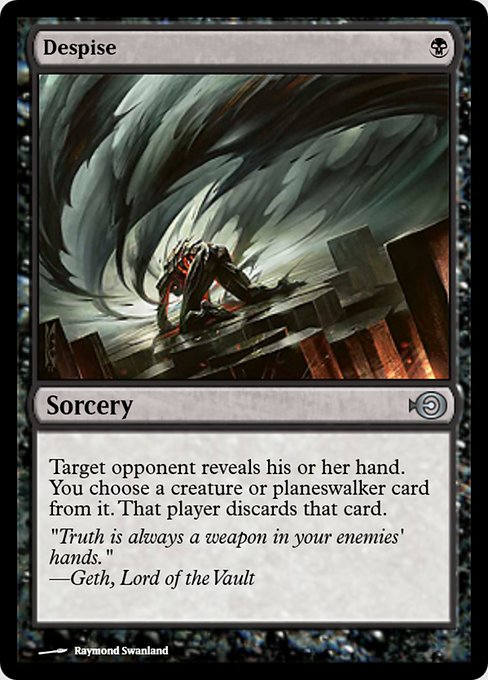 Despise
Sorcery
Target opponent reveals his or her hand.
You choose a creature or planeswalker card
from it. That player discards that card.
"Truth is always a weapon in your enemies'
hands."
—Geth, Lord of the Vault
Raymond Swanland